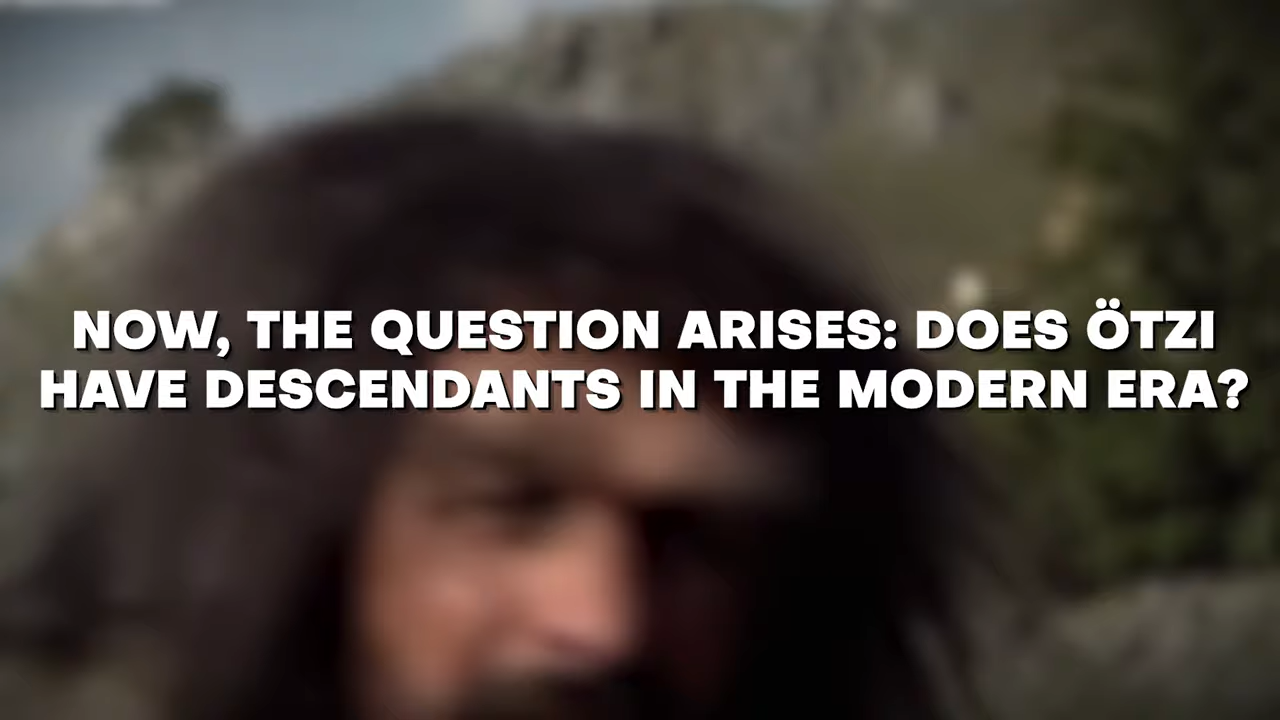 NOW, THE QUESTION ARISES: DOES ÖTZI
HAVE DESCENDANTS IN THE MODERN ERA?